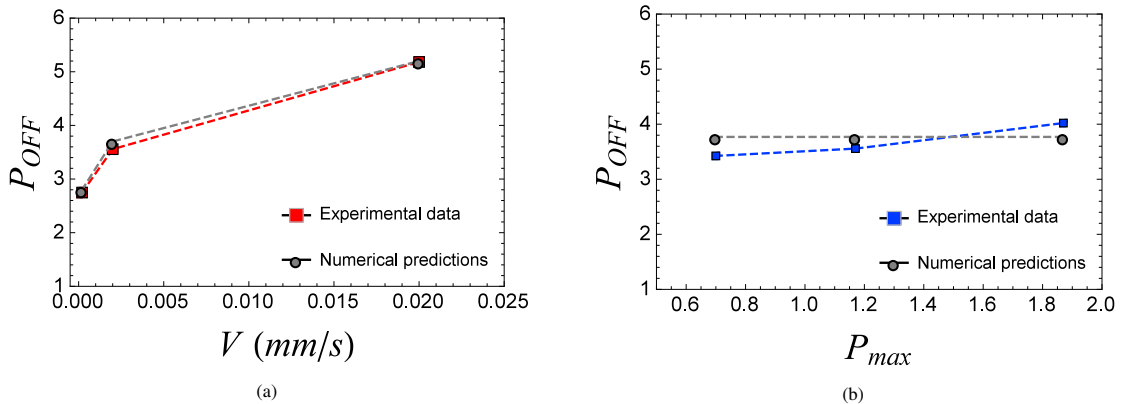 6
5
4
3
2
1
P_OFF
0.000 0.005 0.010 0.015 0.020 0.025
V (mm/s)
Experimental data
Numerical predictions
(a)
6
5
4
3
2
1
P_OFF
0.6 0.8 1.0 1.2 1.4 1.6 1.8 2.0
P_max
Experimental data
Numerical predictions
(b)